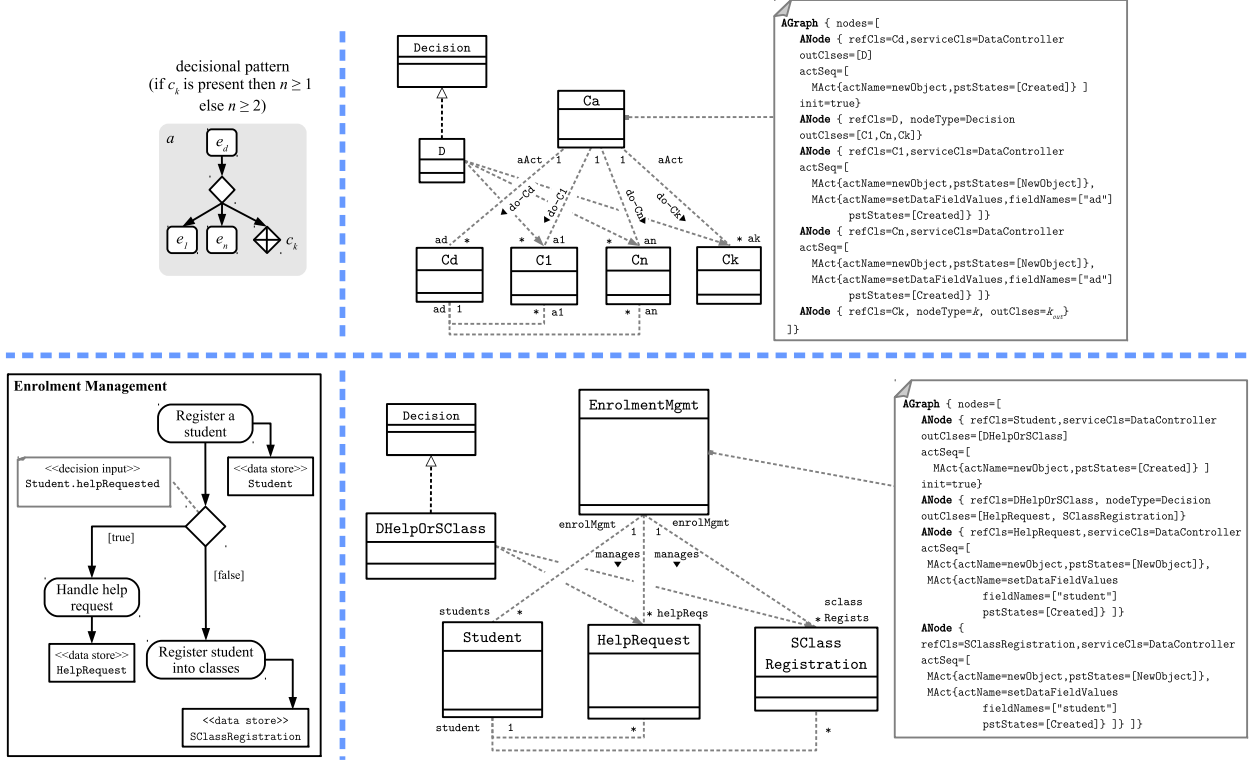 decisional pattern
(if ck is present then n ≥ 1
else n ≥ 2)
a
ed
e1
en
ck
Decision
D
Ca
aAct
1
1
1
aAct
do-Cd
do-C1
do-Cn
do-Ck
ad
*
*
a1
*
an
*
ak
Cd
C1
Cn
Ck
ad
1
*
a1
*
an
AGraph { nodes=[
ANode { refCls=Cd,serviceCls=DataController
outClses=[D]
actSeq=[
MAct{actName=newObject,pstStates=[Created]} ]
init=true}
ANode { refCls=D, nodeType=Decision
outClses=[C1,Cn,Ck]}
ANode { refCls=C1,serviceCls=DataController
actSeq=[
MAct{actName=newObject,pstStates=[NewObject]},
MAct{actName=setDataFieldValues,fieldNames=["ad"]
pstStates=[Created]} ]}
ANode { refCls=Cn,serviceCls=DataController
actSeq=[
MAct{actName=newObject,pstStates=[NewObject]},
MAct{actName=setDataFieldValues,fieldNames=["ad"]
pstStates=[Created]} ]}
ANode { refCls=Ck, nodeType=k, outClses=kout}
]}
Enrolment Management
Register a
student
<<decision input>>
Student.helpRequested
<<data store>>
Student
[true]
[false]
Handle help
request
<<data store>>
HelpRequest
Register student
into classes
<<data store>>
SClassRegistration
Decision
DHelpOrSClass
EnrolmentMgmt
enrolMgmt
1
1
enrolMgmt
manages
manages
students
*
*
helpReqs
sclass
*
Regists
Student
HelpRequest
SClass
Registration
student
1
*
*
AGraph { nodes=[
ANode { refCls=Student,serviceCls=DataController
outClses=[DHelpOrSClass]
actSeq=[
MAct{actName=newObject,pstStates=[Created]} ]
init=true}
ANode { refCls=DHelpOrSClass, nodeType=Decision
outClses=[HelpRequest, SClassRegistration]}
ANode { refCls=HelpRequest,serviceCls=DataController
actSeq=[
MAct{actName=newObject,pstStates=[NewObject]},
MAct{actName=setDataFieldValues
fieldNames=["student"]
pstStates=[Created]} ]}
ANode {
refCls=SClassRegistration,serviceCls=DataController
actSeq=[
MAct{actName=newObject,pstStates=[NewObject]},
MAct{actName=setDataFieldValues
fieldNames=["student"]
pstStates=[Created]} ]} ]}